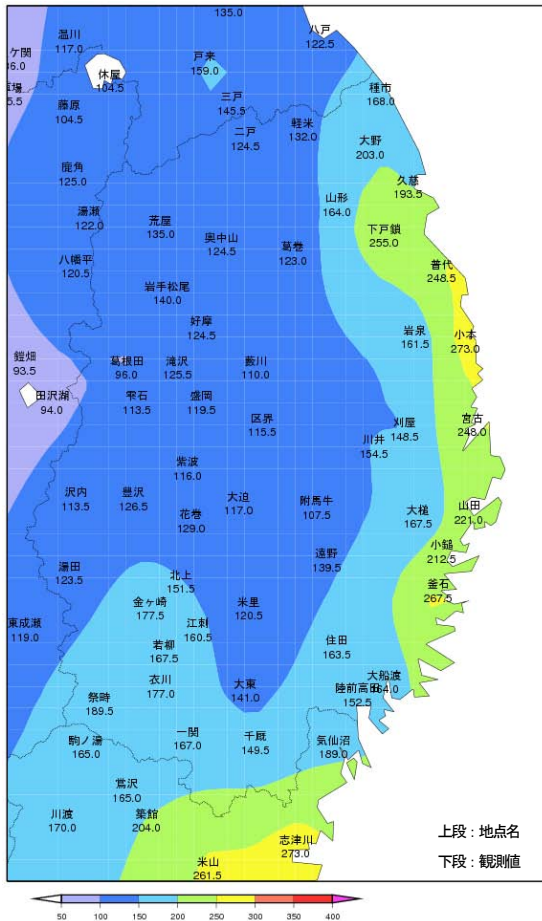 135.0
温川
117.0
八戸
122.5
ケ関
戸来
159.0
休屋
104.5
三戸
145.5
種市
168.0
藤原
104.5
軽米
132.0
二戸
124.5
大野
203.0
鹿角
125.0
久慈
193.5
山形
164.0
湯瀬
122.0
荒屋
135.0
下戸鎖
255.0
奥中山
124.5
葛巻
123.0
八幡平
120.5
普代
248.5
岩手松尾
140.0
好摩
124.5
岩泉
161.5
小本
273.0
鎧畑
93.5
葛根田
96.0
滝沢
125.5
藪川
110.0
田沢湖
94.0
雫石
113.5
盛岡
119.5
区界
115.5
刈屋
148.5
宮古
248.0
川井
154.5
紫波
116.0
沢内
113.5
豊沢
126.5
大迫
117.0
附馬牛
107.5
花巻
129.0
大槌
167.5
山田
221.0
小鎚
212.5
遠野
139.5
湯田
123.5
北上
151.5
釜石
267.5
金ヶ崎
177.5
米里
120.5
東成瀬
119.0
江刺
160.5
若柳
167.5
住田
163.5
衣川
177.0
大東
141.0
大船渡
164.0
陸前高田
152.5
祭畤
189.5
駒ノ湯
165.0
一関
167.0
千厩
149.5
気仙沼
189.0
鶯沢
165.0
川渡
170.0
築館
204.0
志津川
273.0
米山
261.5
上段:地点名
下段:観測値
50 100 150 200 250 300 350 400